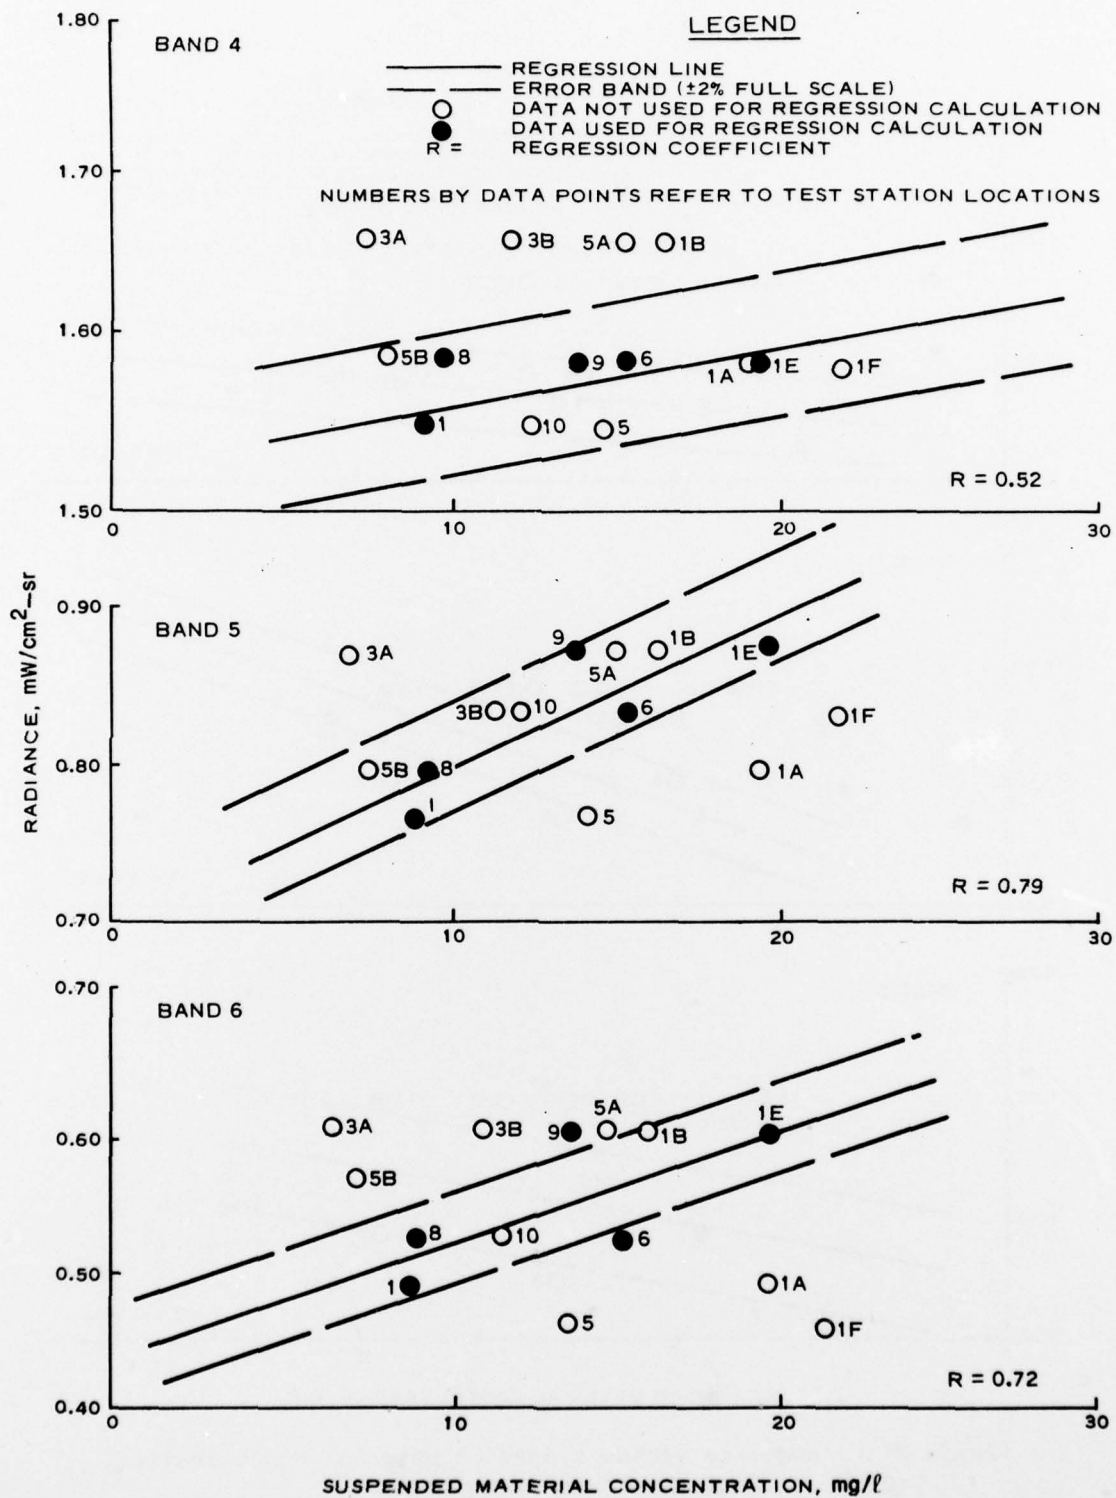 1.80
BAND 4
LEGEND
REGRESSION LINE
ERROR BAND (±2% FULL SCALE)
DATA NOT USED FOR REGRESSION CALCULATION
DATA USED FOR REGRESSION CALCULATION
R = REGRESSION COEFFICIENT
1.70
NUMBERS BY DATA POINTS REFER TO TEST STATION LOCATIONS
3A 3B 5A 1B
1.60
5B 8 9 6 1A 1E 1F
1 10 5
R = 0.52
1.50
0 10 20 30
RADIANCE, mW/cm²-sr
0.90
BAND 5
3A 9 5A 1B 1E
3B 10 6 1F
0.80
5B 8 1A
1 5
R = 0.79
0.70
0 10 20 30
0.70
BAND 6
0.60
3A 3B 9 5A 1B 1E
5B
8 10 6
0.50
1 1A
5 1F
R = 0.72
0.40
0 10 20 30
SUSPENDED MATERIAL CONCENTRATION, mg/ℓ